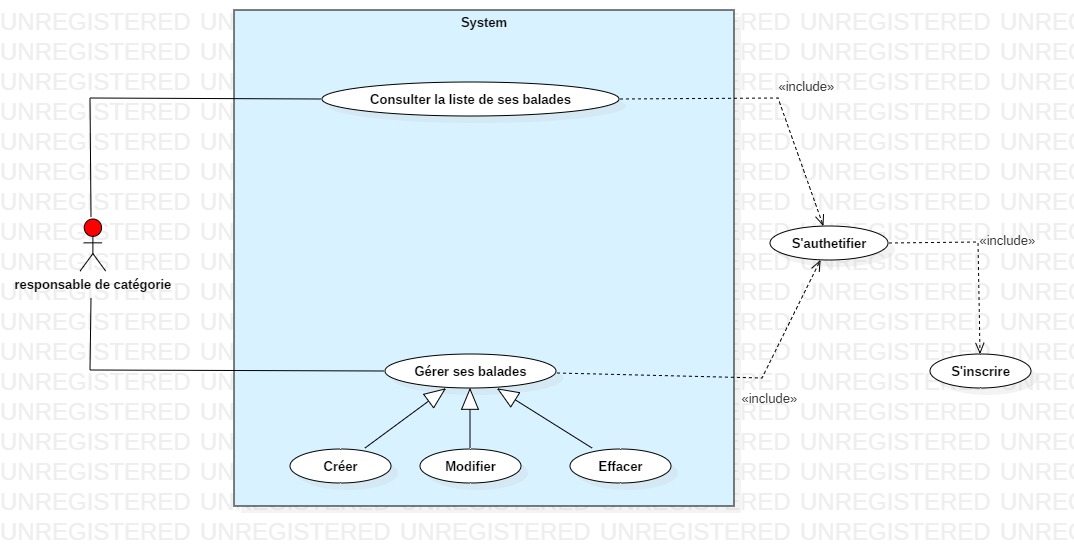 System
Consulter la liste de ses balades
«include»
S'authetifier
«include»
responsable de catégorie
Gérer ses balades
S'inscrire
«include»
Créer
Modifier
Effacer
UNREGISTERED UNREGISTERED UNREGISTERED UNREGISTERED UNREGISTERED